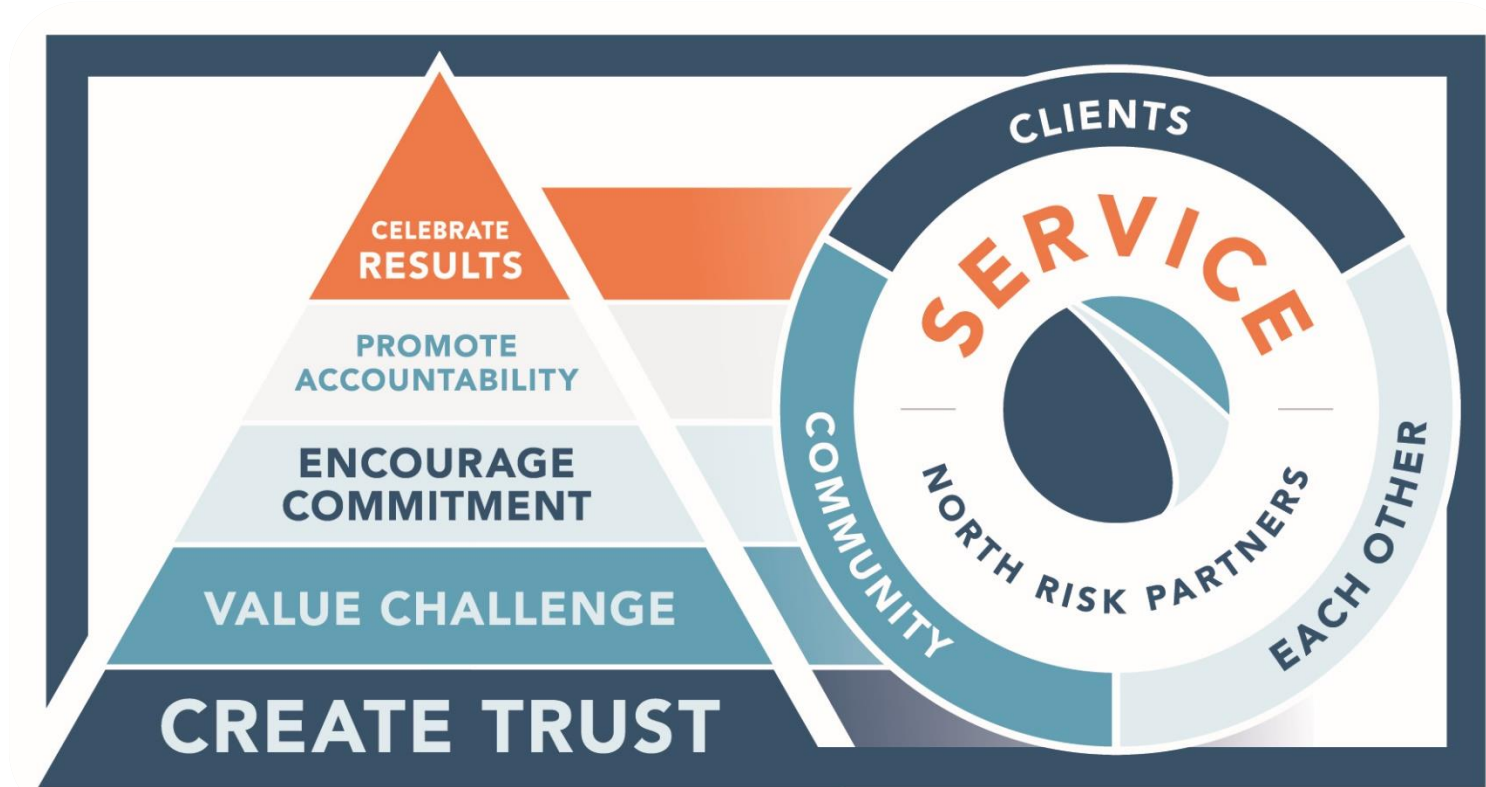 CELEBRATE
RESULTS
PROMOTE
ACCOUNTABILITY
ENCOURAGE
COMMITMENT
VALUE CHALLENGE
CREATE TRUST
CLIENTS
SERVICE
NORTH RISK PARTNERS
COMMUNITY
EACH OTHER